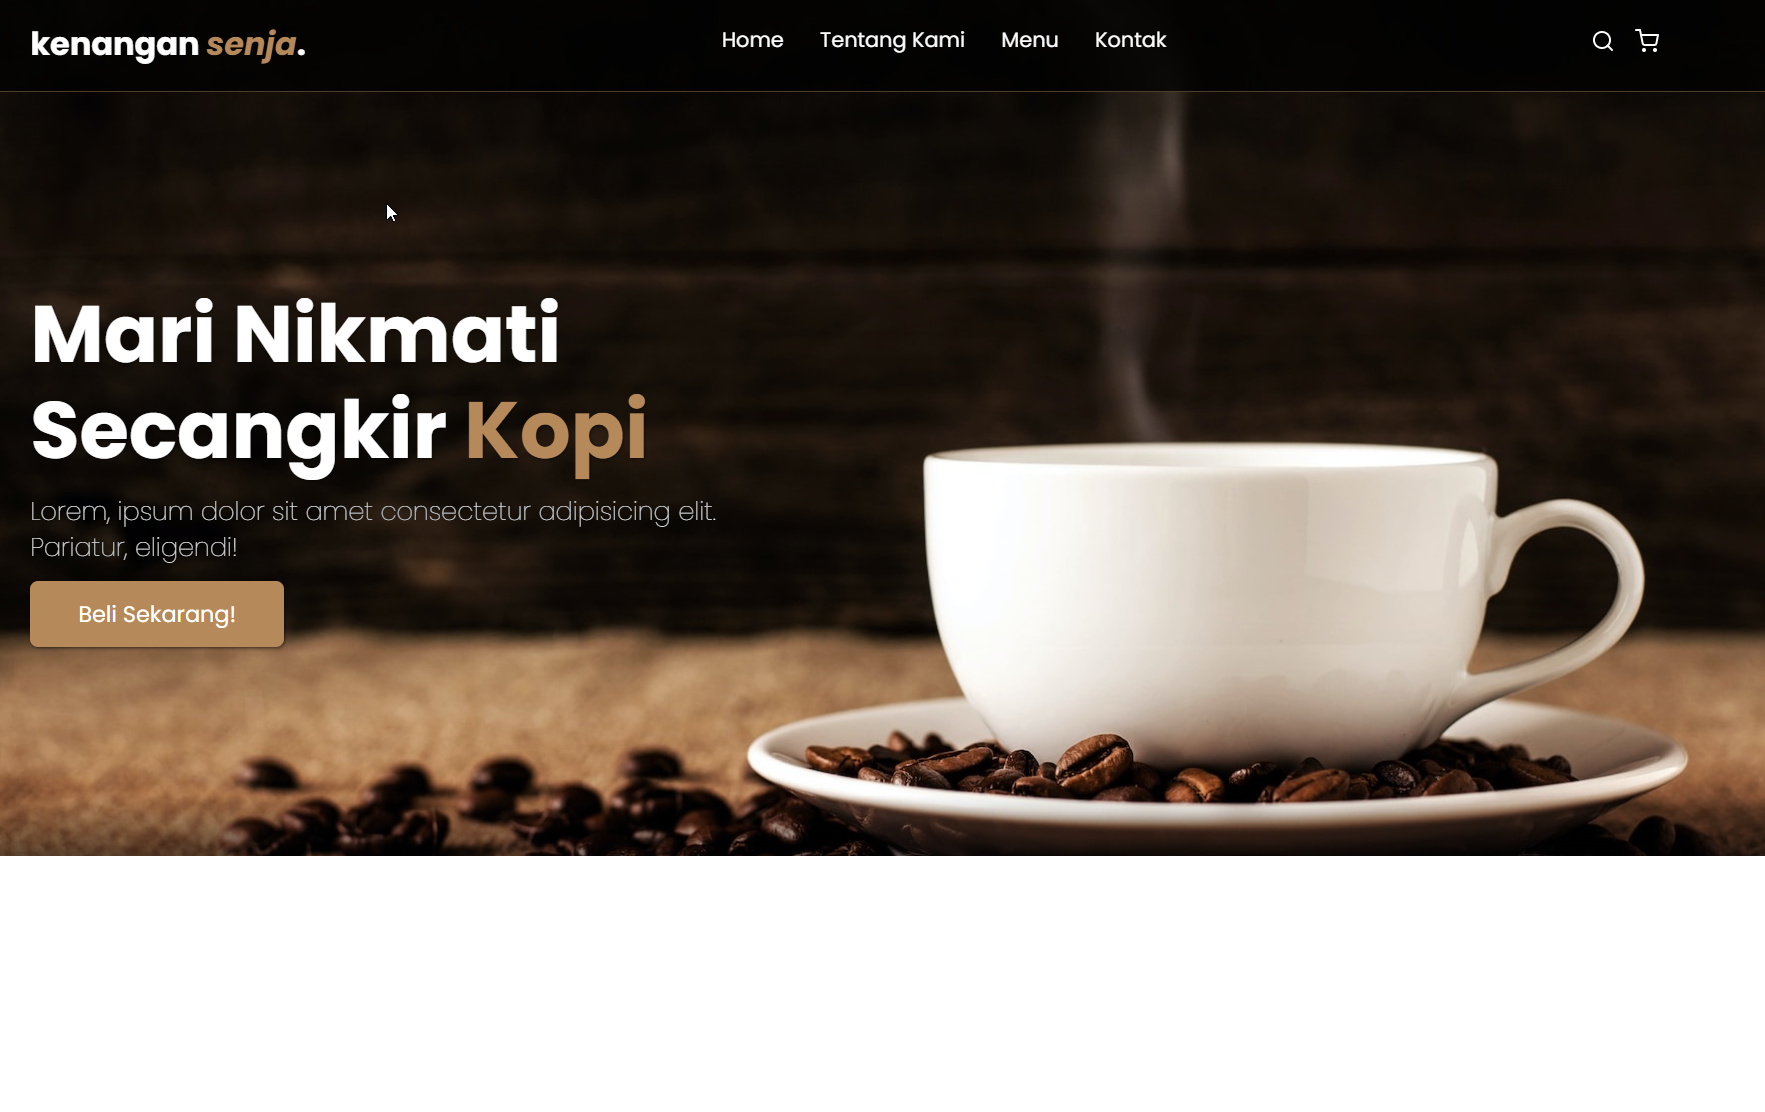 kenangan senja.
Home Tentang Kami Menu Kontak
Mari Nikmati
Secangkir Kopi
Lorem, ipsum dolor sit amet consectetur adipisicing elit.
Pariatur, eligendi!
Beli Sekarang!